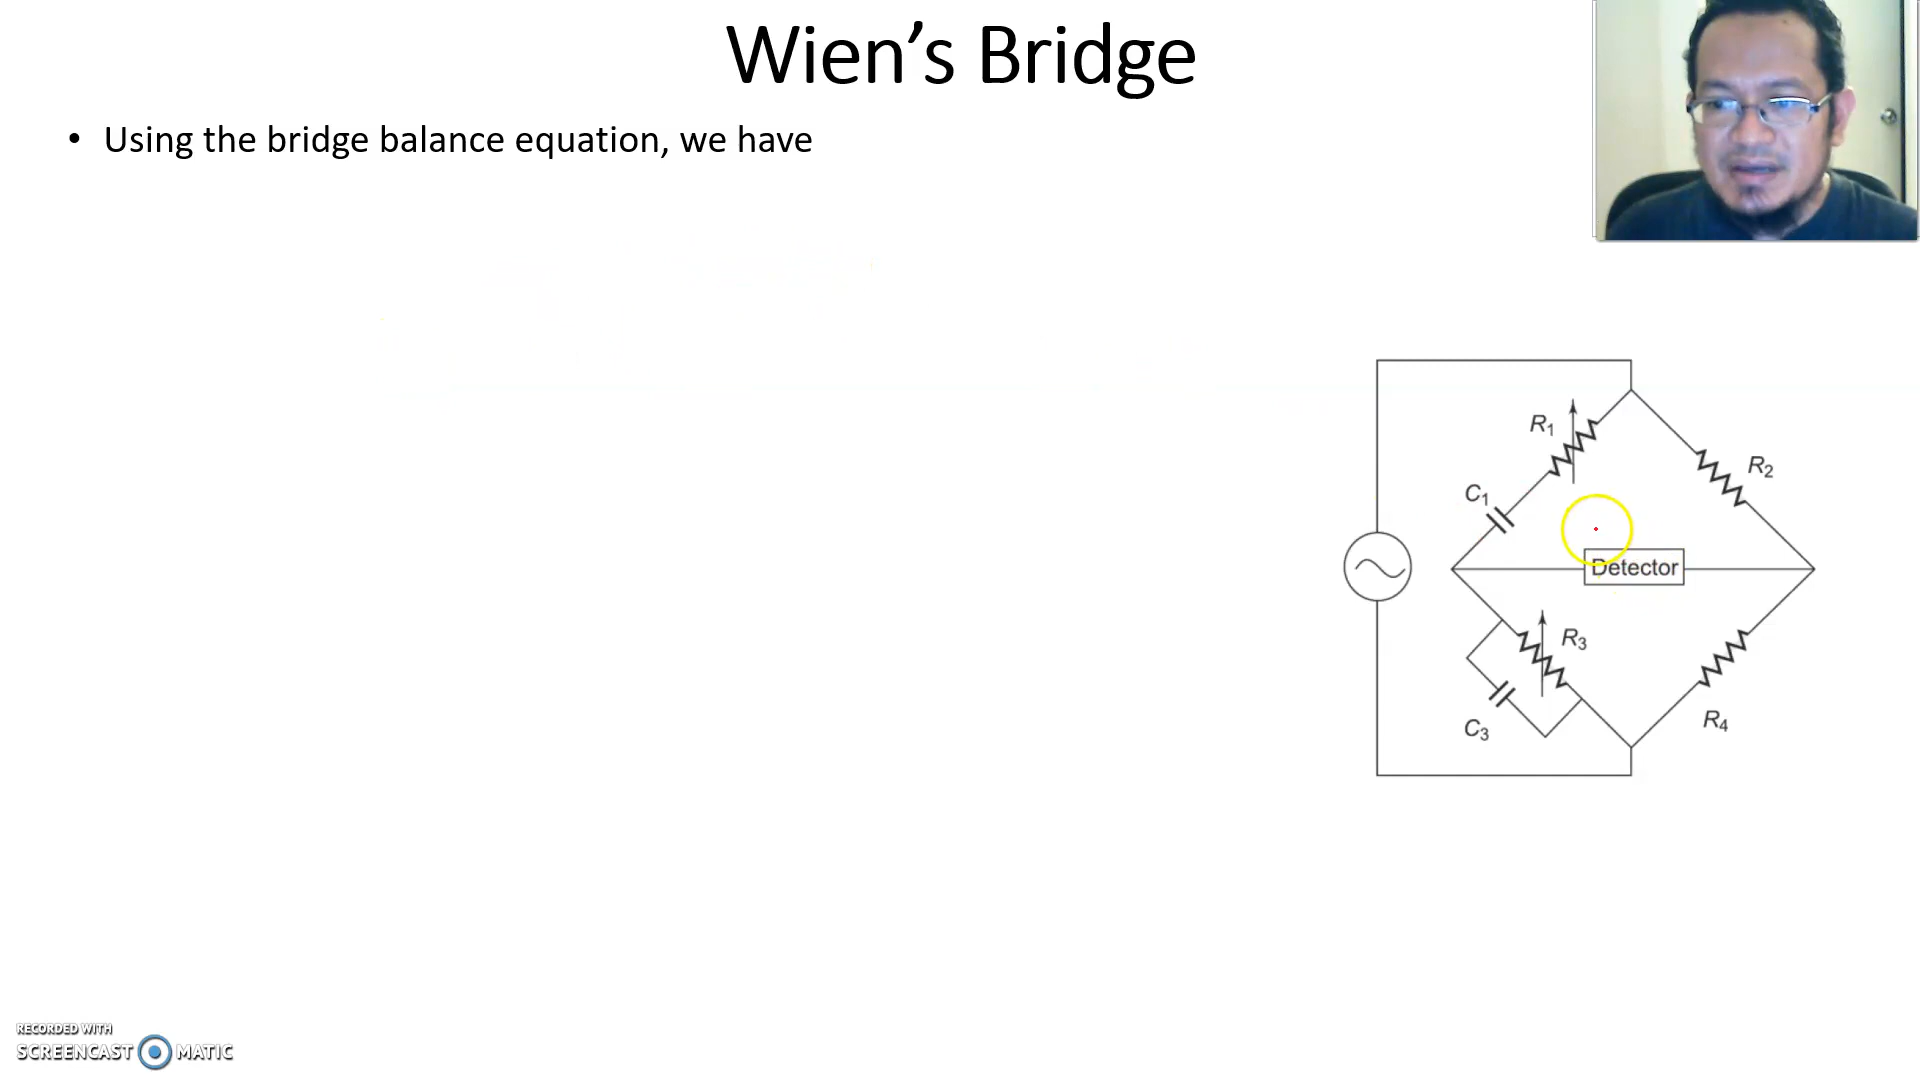 Wien’s Bridge
• Using the bridge balance equation, we have
R1
R2
C1
Detector
R3
C3
R4
RECORDED WITH
SCREENCAST MATIC